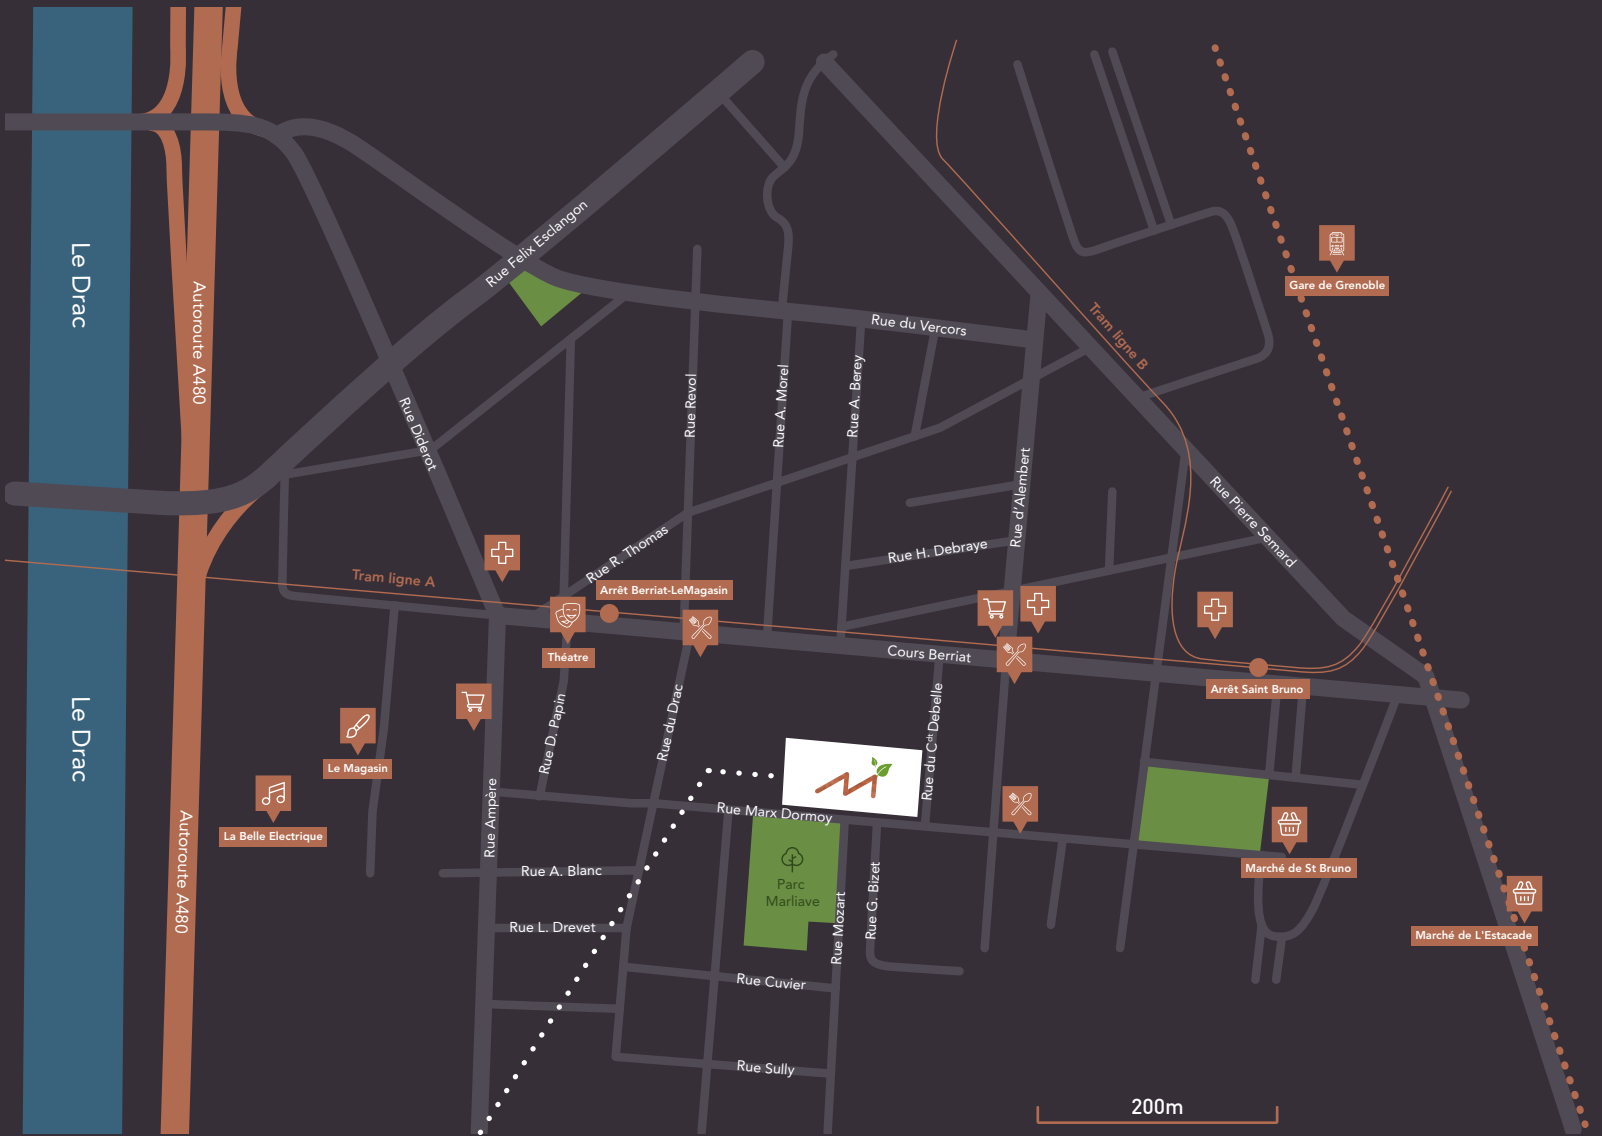 Le Drac
Autoroute A480
Rue Felix Esclangon
Gare de Grenoble
Rue du Vercors
Tram ligne B
Rue Diderot
Rue Revol
Rue A. Morel
Rue A. Berey
Rue d'Alembert
Rue Pierre Semard
Rue R. Thomas
Rue H. Debraye
Tram ligne A
Arrêt Berriat-LeMagasin
Théatre
Cours Berriat
Arrêt Saint Bruno
Le Drac
Autoroute A480
Le Magasin
La Belle Electrique
Rue Ampère
Rue D. Papin
Rue du Drac
Rue du Cdt Debelle
Rue Marx Dormoy
Parc
Marliave
Rue Mozart
Rue G. Bizet
Rue A. Blanc
Rue L. Drevet
Rue Cuvier
Rue Sully
Marché de St Bruno
Marché de L'Estacade
200m